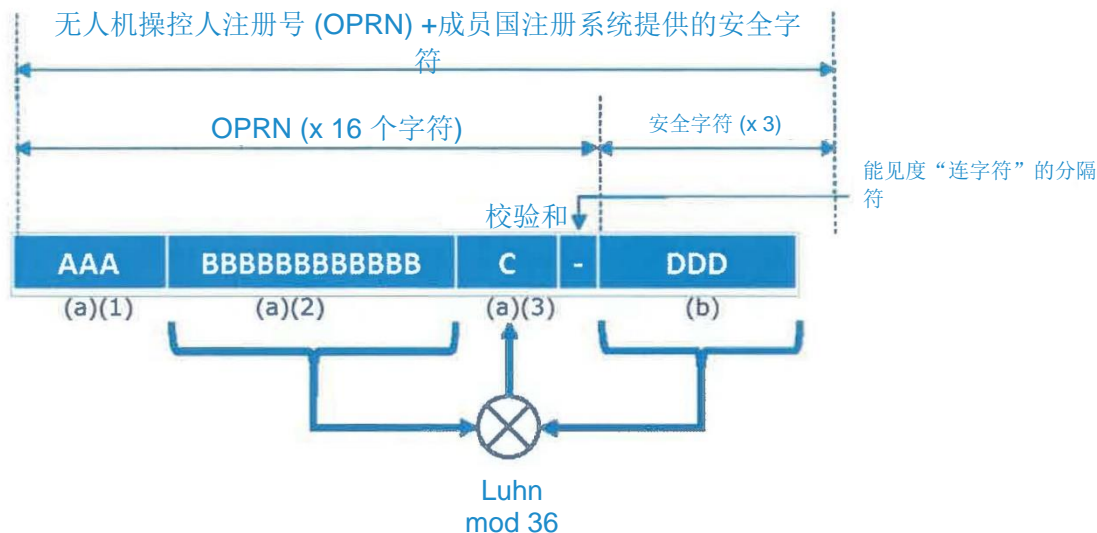 无人机操控人注册号 (OPRN) +成员国注册系统提供的安全字
符
OPRN (x 16 个字符)
安全字符 (x 3)
能见度“连字符”的分隔
符
校验和
AAA BBBBBBBBBBBB C - DDD
(a)(1) (a)(2) (a)(3) (b)
Luhn
mod 36